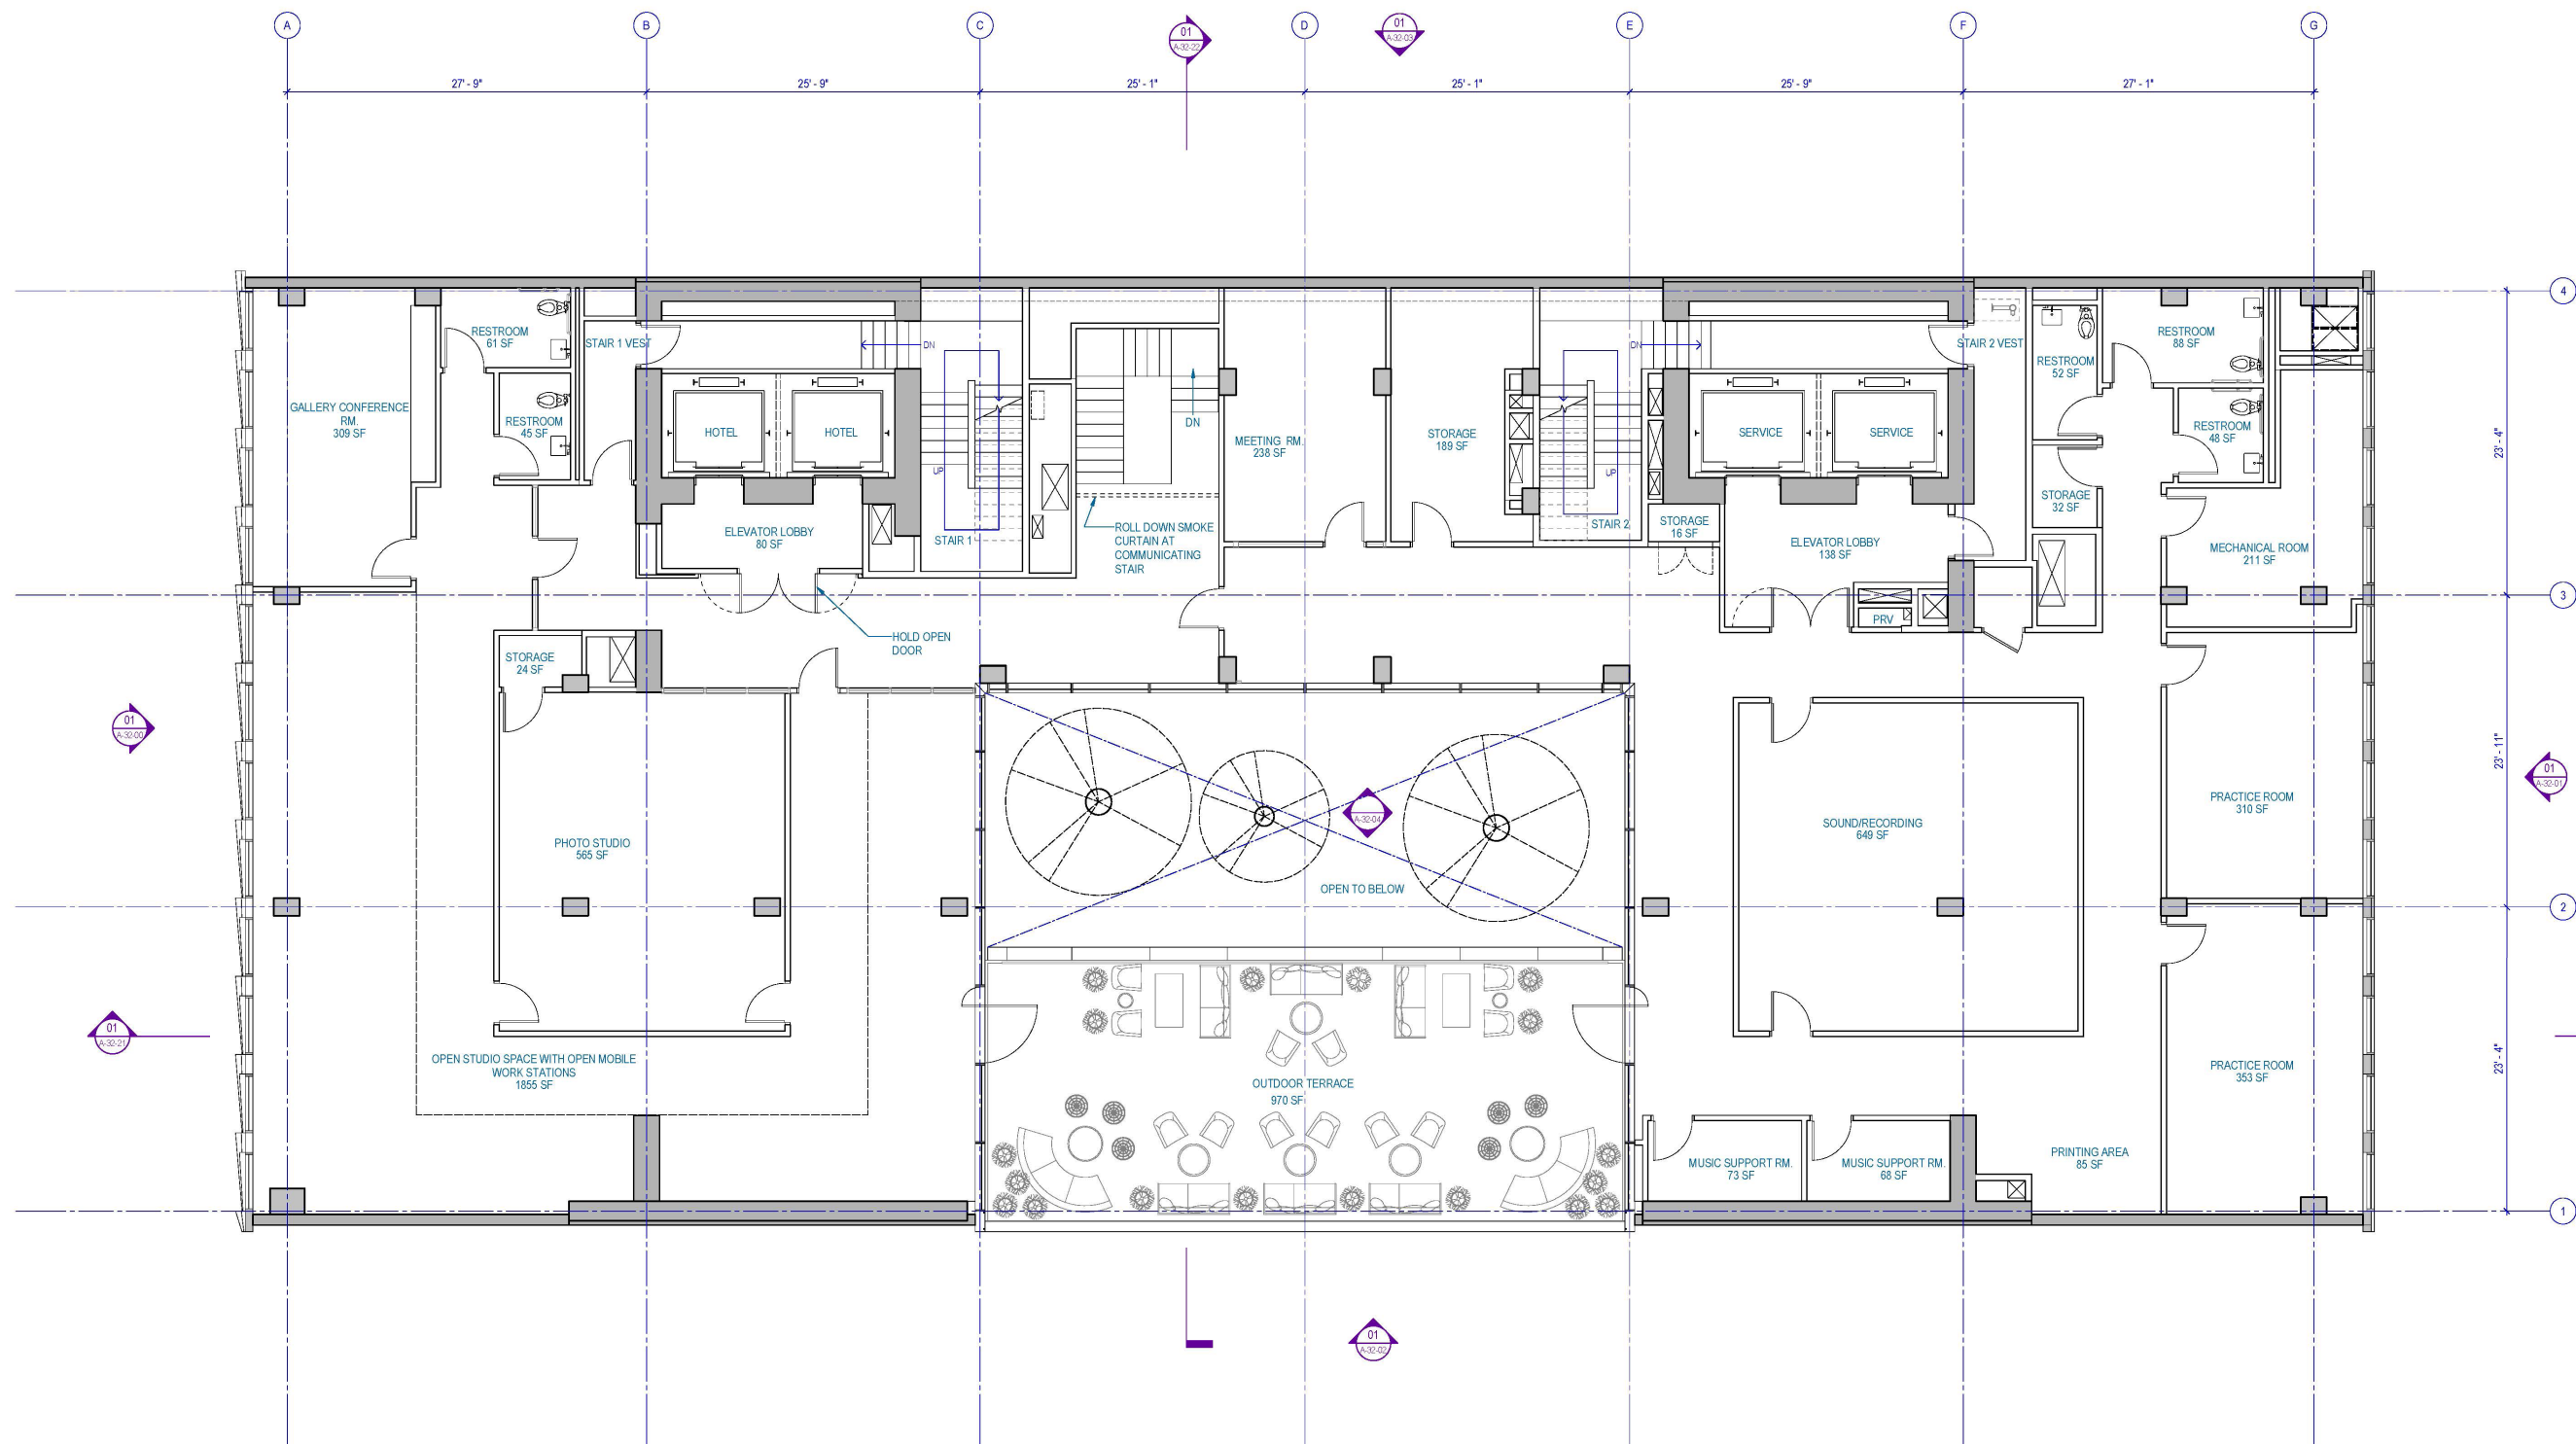 A
B
C
D
E
F
G
01
A-32-22
01
A-32-03
27' - 9"
25' - 9"
25' - 1"
25' - 1"
25' - 9"
27' - 1"
4
3
2
1
23' - 4"
23' - 11"
23' - 4"
RESTROOM
61 SF
STAIR 1 VEST
DN
GALLERY CONFERENCE
RM.
309 SF
RESTROOM
45 SF
HOTEL
HOTEL
UP
ELEVATOR LOBBY
80 SF
STAIR 1
DN
ROLL DOWN SMOKE
CURTAIN AT
COMMUNICATING
STAIR
MEETING RM.
238 SF
STORAGE
189 SF
DN
UP
STAIR 2
STORAGE
16 SF
SERVICE
SERVICE
STAIR 2 VEST
ELEVATOR LOBBY
138 SF
PRV
RESTROOM
52 SF
RESTROOM
88 SF
RESTROOM
48 SF
STORAGE
32 SF
MECHANICAL ROOM
211 SF
HOLD OPEN
DOOR
STORAGE
24 SF
01
A-32-00
PHOTO STUDIO
565 SF
A-32-04
OPEN TO BELOW
SOUND/RECORDING
649 SF
PRACTICE ROOM
310 SF
01
A-32-01
01
A-32-21
OPEN STUDIO SPACE WITH OPEN MOBILE
WORK STATIONS
1855 SF
OUTDOOR TERRACE
970 SF
PRACTICE ROOM
353 SF
MUSIC SUPPORT RM.
73 SF
MUSIC SUPPORT RM.
68 SF
PRINTING AREA
85 SF
01
A-32-02